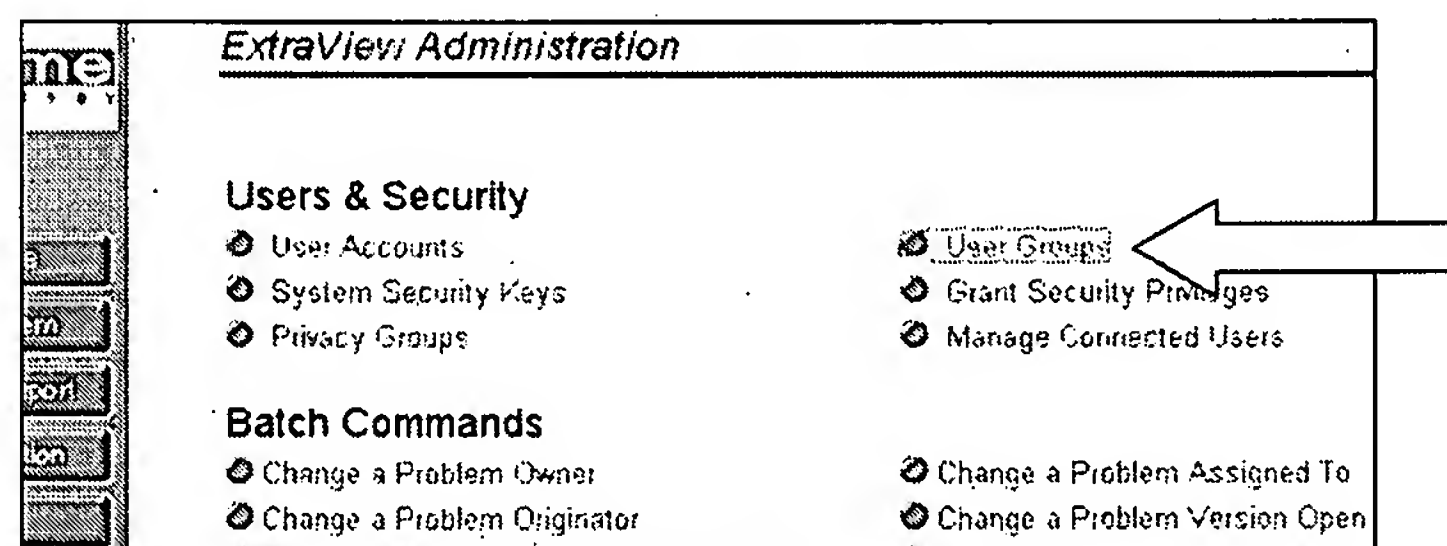 ExtraView Administration
Users & Security
User Accounts
User Groups
System Security Keys
Grant Security Privileges
Privacy Groups
Manage Connected Users
Batch Commands
Change a Problem Owner
Change a Problem Assigned To
Change a Problem Originator
Change a Problem Version Open